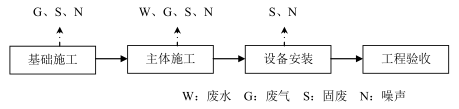 G、S、N
W、G、S、N
S、N
基础施工
主体施工
设备安装
工程验收
W：废水 G：废气 S：固废 N：噪声